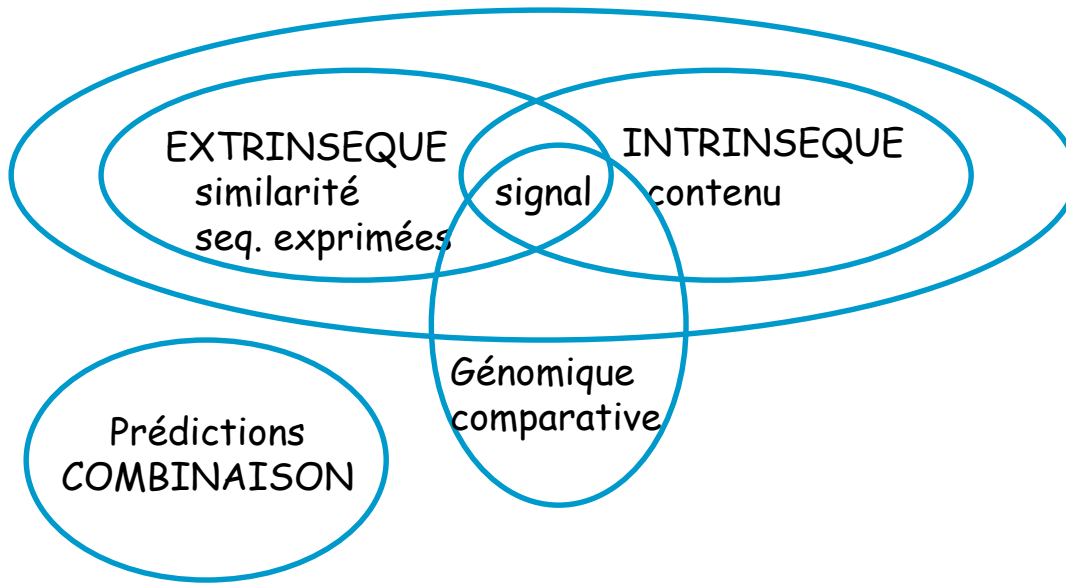 EXTRINSEQUE
similarité
seq. exprimées
signal
INTRINSEQUE
contenu
Génomique
comparative
Prédictions
COMBINAISON